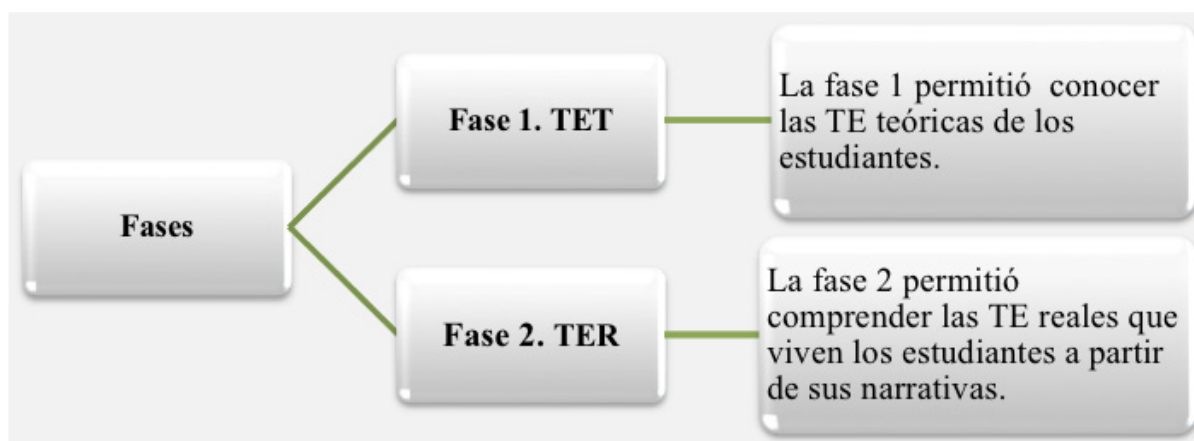 Fases
Fase 1. TET
La fase 1 permitió conocer
las TE teóricas de los
estudiantes.
Fase 2. TER
La fase 2 permitió
comprender las TE reales que
viven los estudiantes a partir
de sus narrativas.